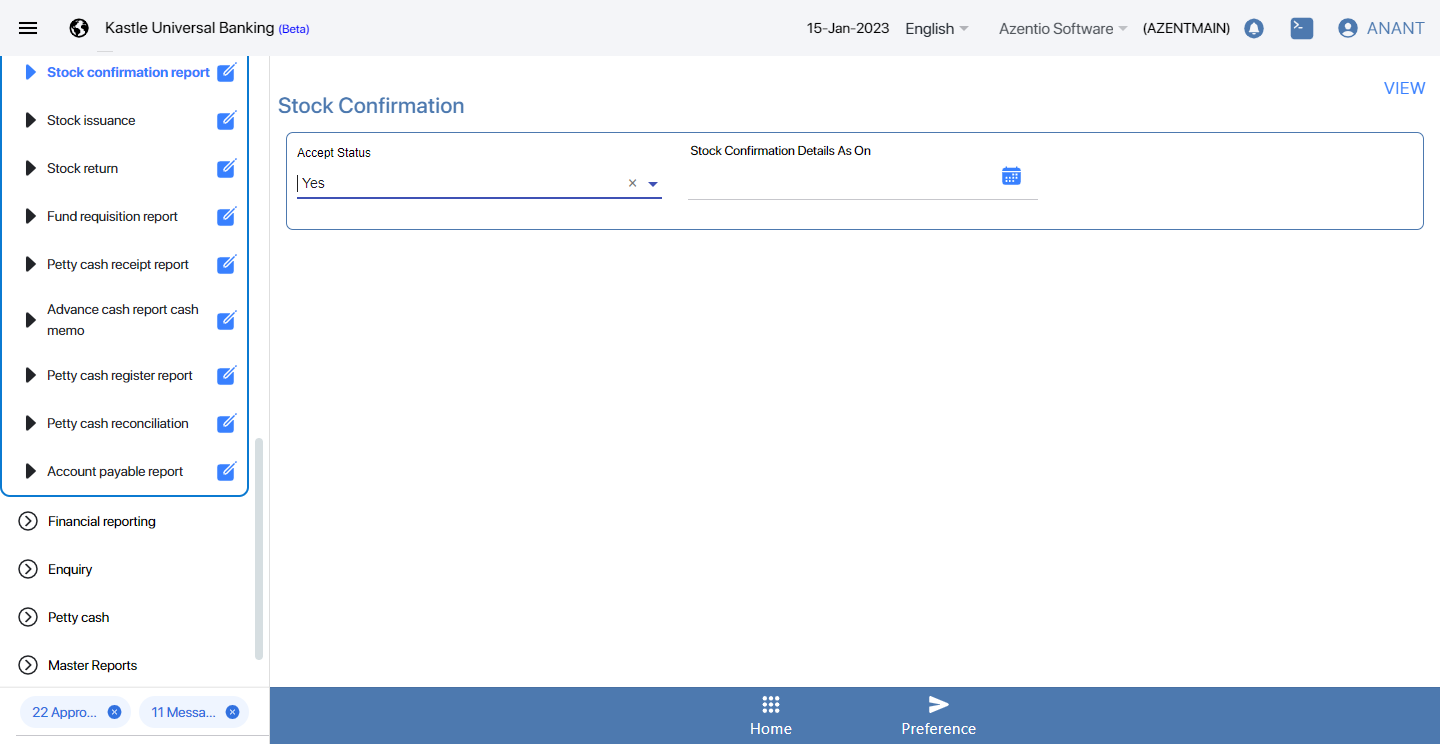 Kastle Universal Banking (Beta)
15-Jan-2023
English
Azentio Software
(AZENTMAIN)
ANANT
Stock confirmation report
Stock issuance
Stock return
Fund requisition report
Petty cash receipt report
Advance cash report cash
memo
Petty cash register report
Petty cash reconciliation
Account payable report
Financial reporting
Enquiry
Petty cash
Master Reports
22 Appro...
11 Messa...
VIEW
Stock Confirmation
Accept Status
Yes
Stock Confirmation Details As On
Home
Preference